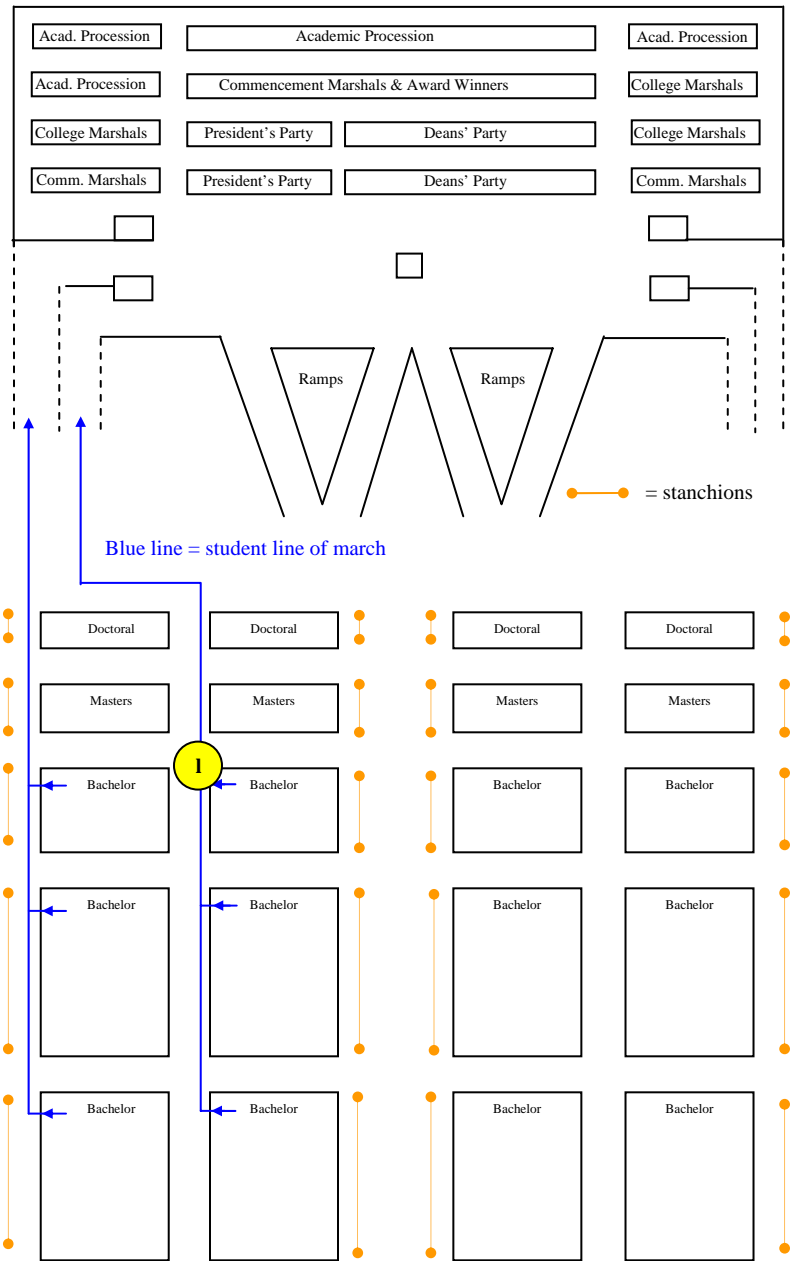 Acad. Procession Academic Procession Acad. Procession
Acad. Procession Commencement Marshals & Award Winners College Marshals
College Marshals President's Party Deans' Party College Marshals
Comm. Marshals President's Party Deans' Party Comm. Marshals
Ramps Ramps
= stanchions
Blue line = student line of march
Doctoral Doctoral Doctoral Doctoral
Masters Masters Masters Masters
1
Bachelor Bachelor Bachelor Bachelor
Bachelor Bachelor Bachelor Bachelor
Bachelor Bachelor Bachelor Bachelor